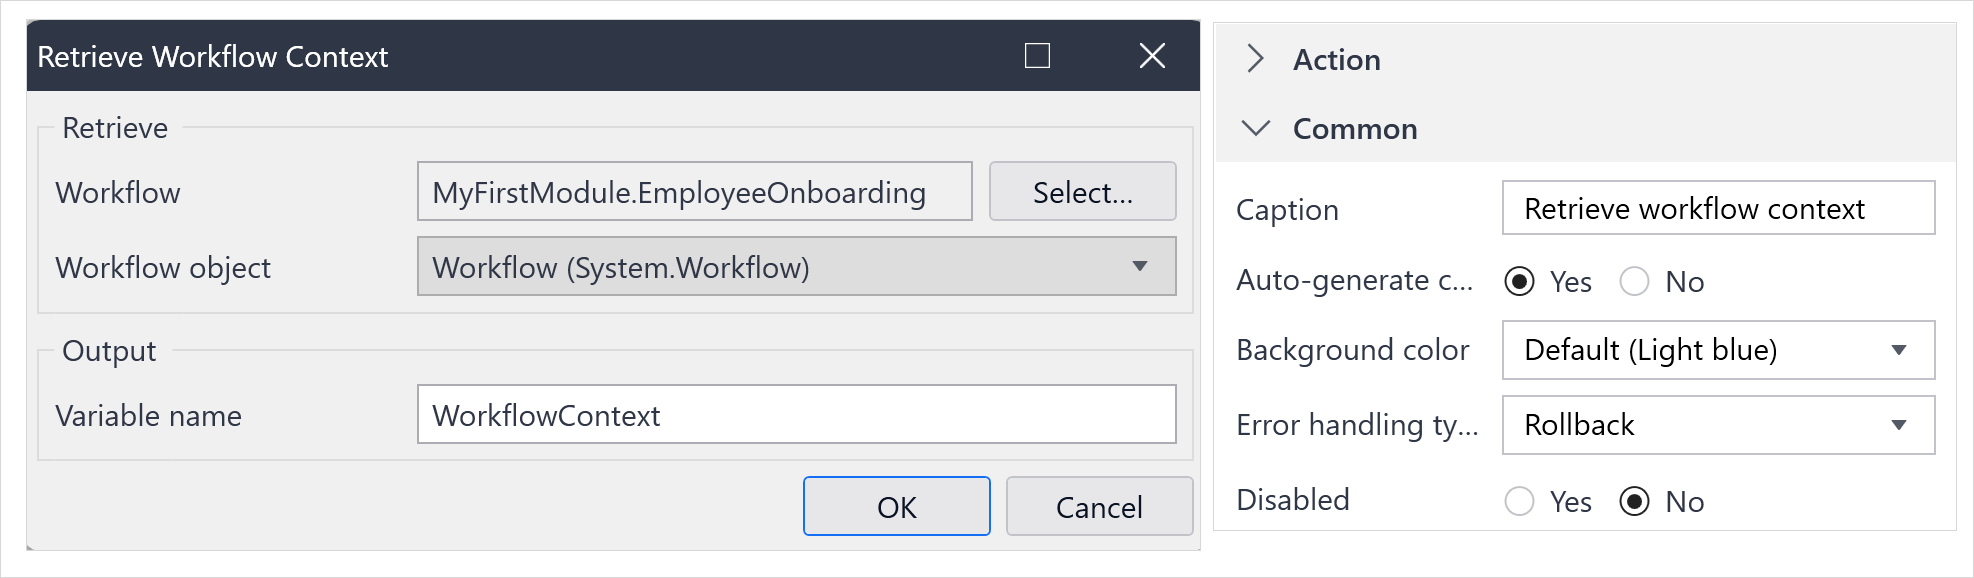 Retrieve Workflow Context
Retrieve
Workflow MyFirstModule.EmployeeOnboarding Select...
Workflow object Workflow (System.Workflow)
Output
Variable name WorkflowContext
OK Cancel
Action
Common
Caption Retrieve workflow context
Auto-generate c... Yes No
Background color Default (Light blue)
Error handling ty... Rollback
Disabled Yes No